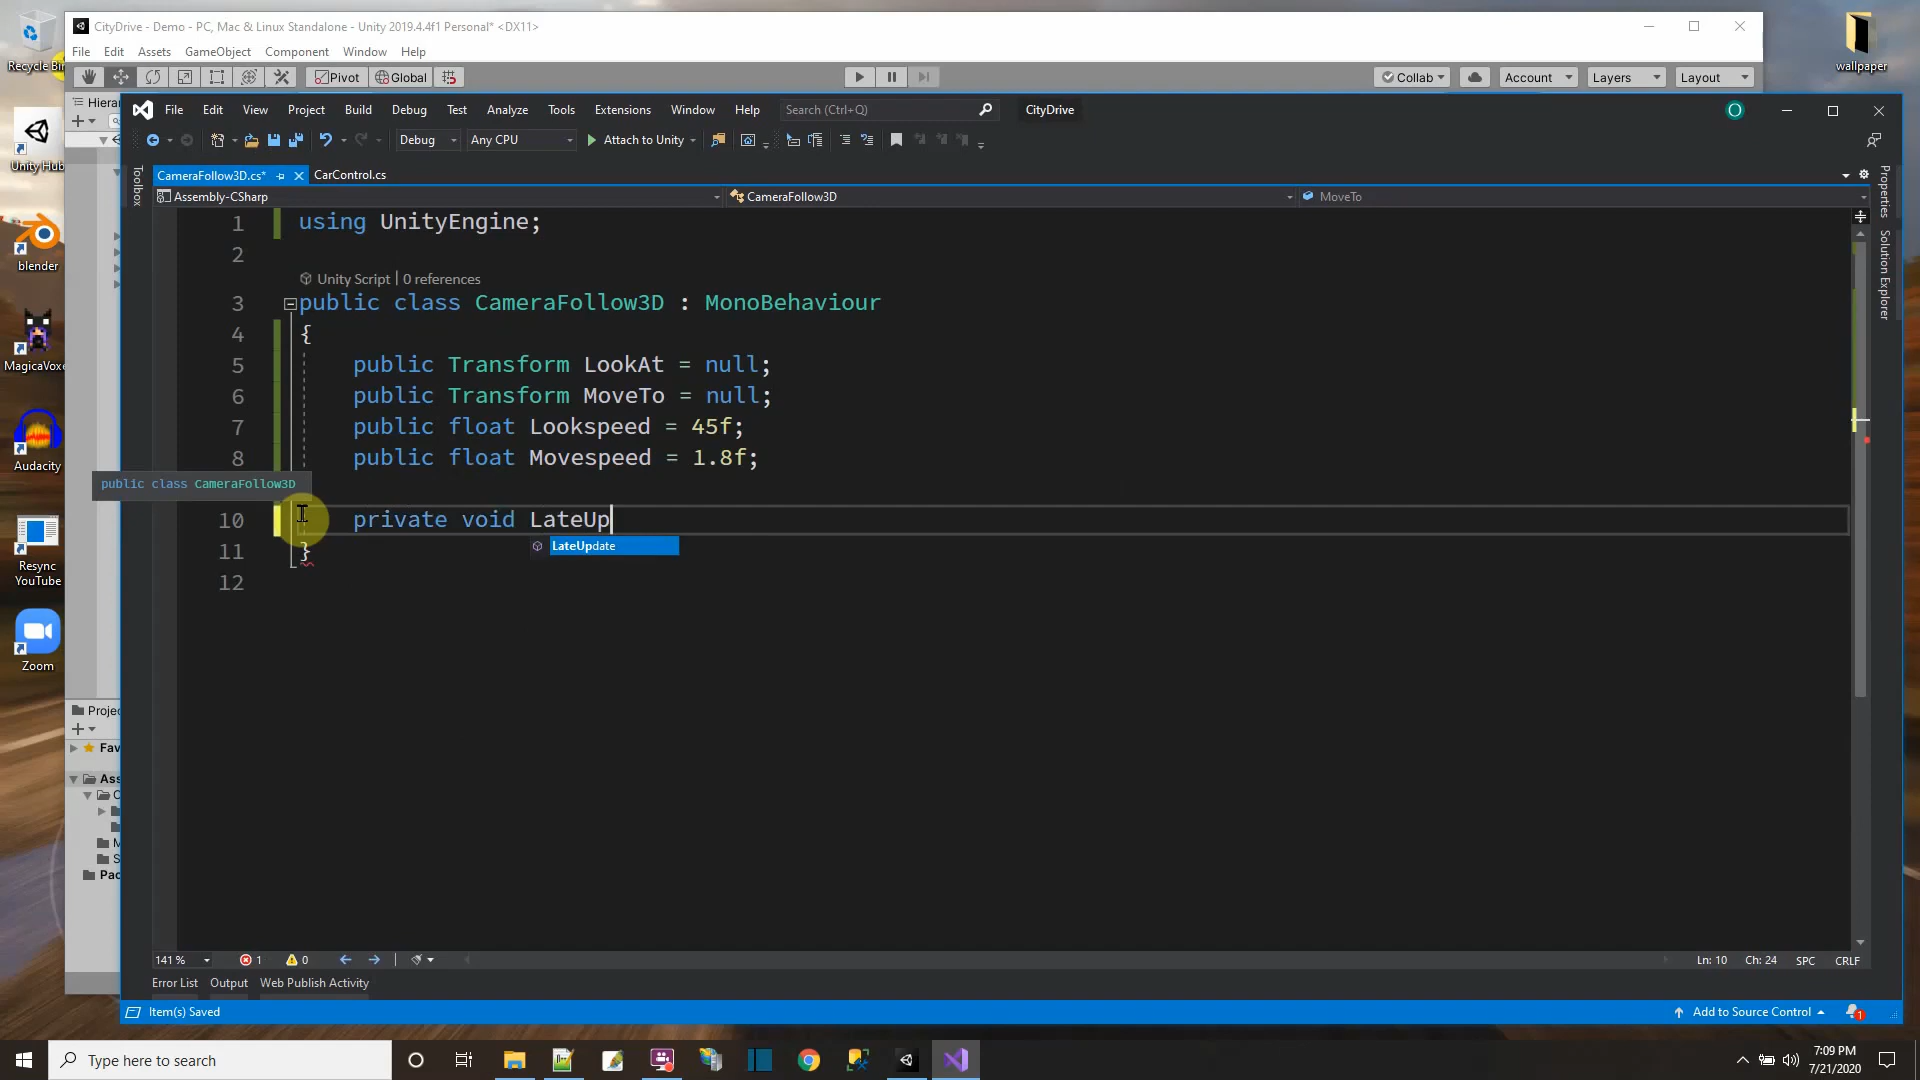 CityDrive - Demo - PC, Mac & Linux Standalone - Unity 2019.4.4f1 Personal* <DX11>
File Edit Assets GameObject Component Window Help
Pivot Global Collab Account Layers Layout
Hierar
File Edit View Project Build Debug Test Analyze Tools Extensions Window Help Search (Ctrl+Q) CityDrive
Debug Any CPU Attach to Unity
Toolbox
CameraFollow3D.cs* CarControl.cs
Assembly-CSharp CameraFollow3D MoveTo
1 using UnityEngine;
2
Unity Script | 0 references
3 public class CameraFollow3D : MonoBehaviour
4 {
5 public Transform LookAt = null;
6 public Transform MoveTo = null;
7 public float Lookspeed = 45f;
8 public float Movespeed = 1.8f;
public class CameraFollow3D
10 private void LateUp
LateUpdate
11 }
12
Properties
Solution Explorer
141 % 1 0 Ln: 10 Ch: 24 SPC CRLF
Error List Output Web Publish Activity
Item(s) Saved Add to Source Control 1
Projec
Fav
Ass
C
M
S
Pac
Recycle Bin
Unity Hub
blender
MagicaVox
Audacity
Resync
YouTube
Zoom
wallpaper
Type here to search
7:09 PM
7/21/2020